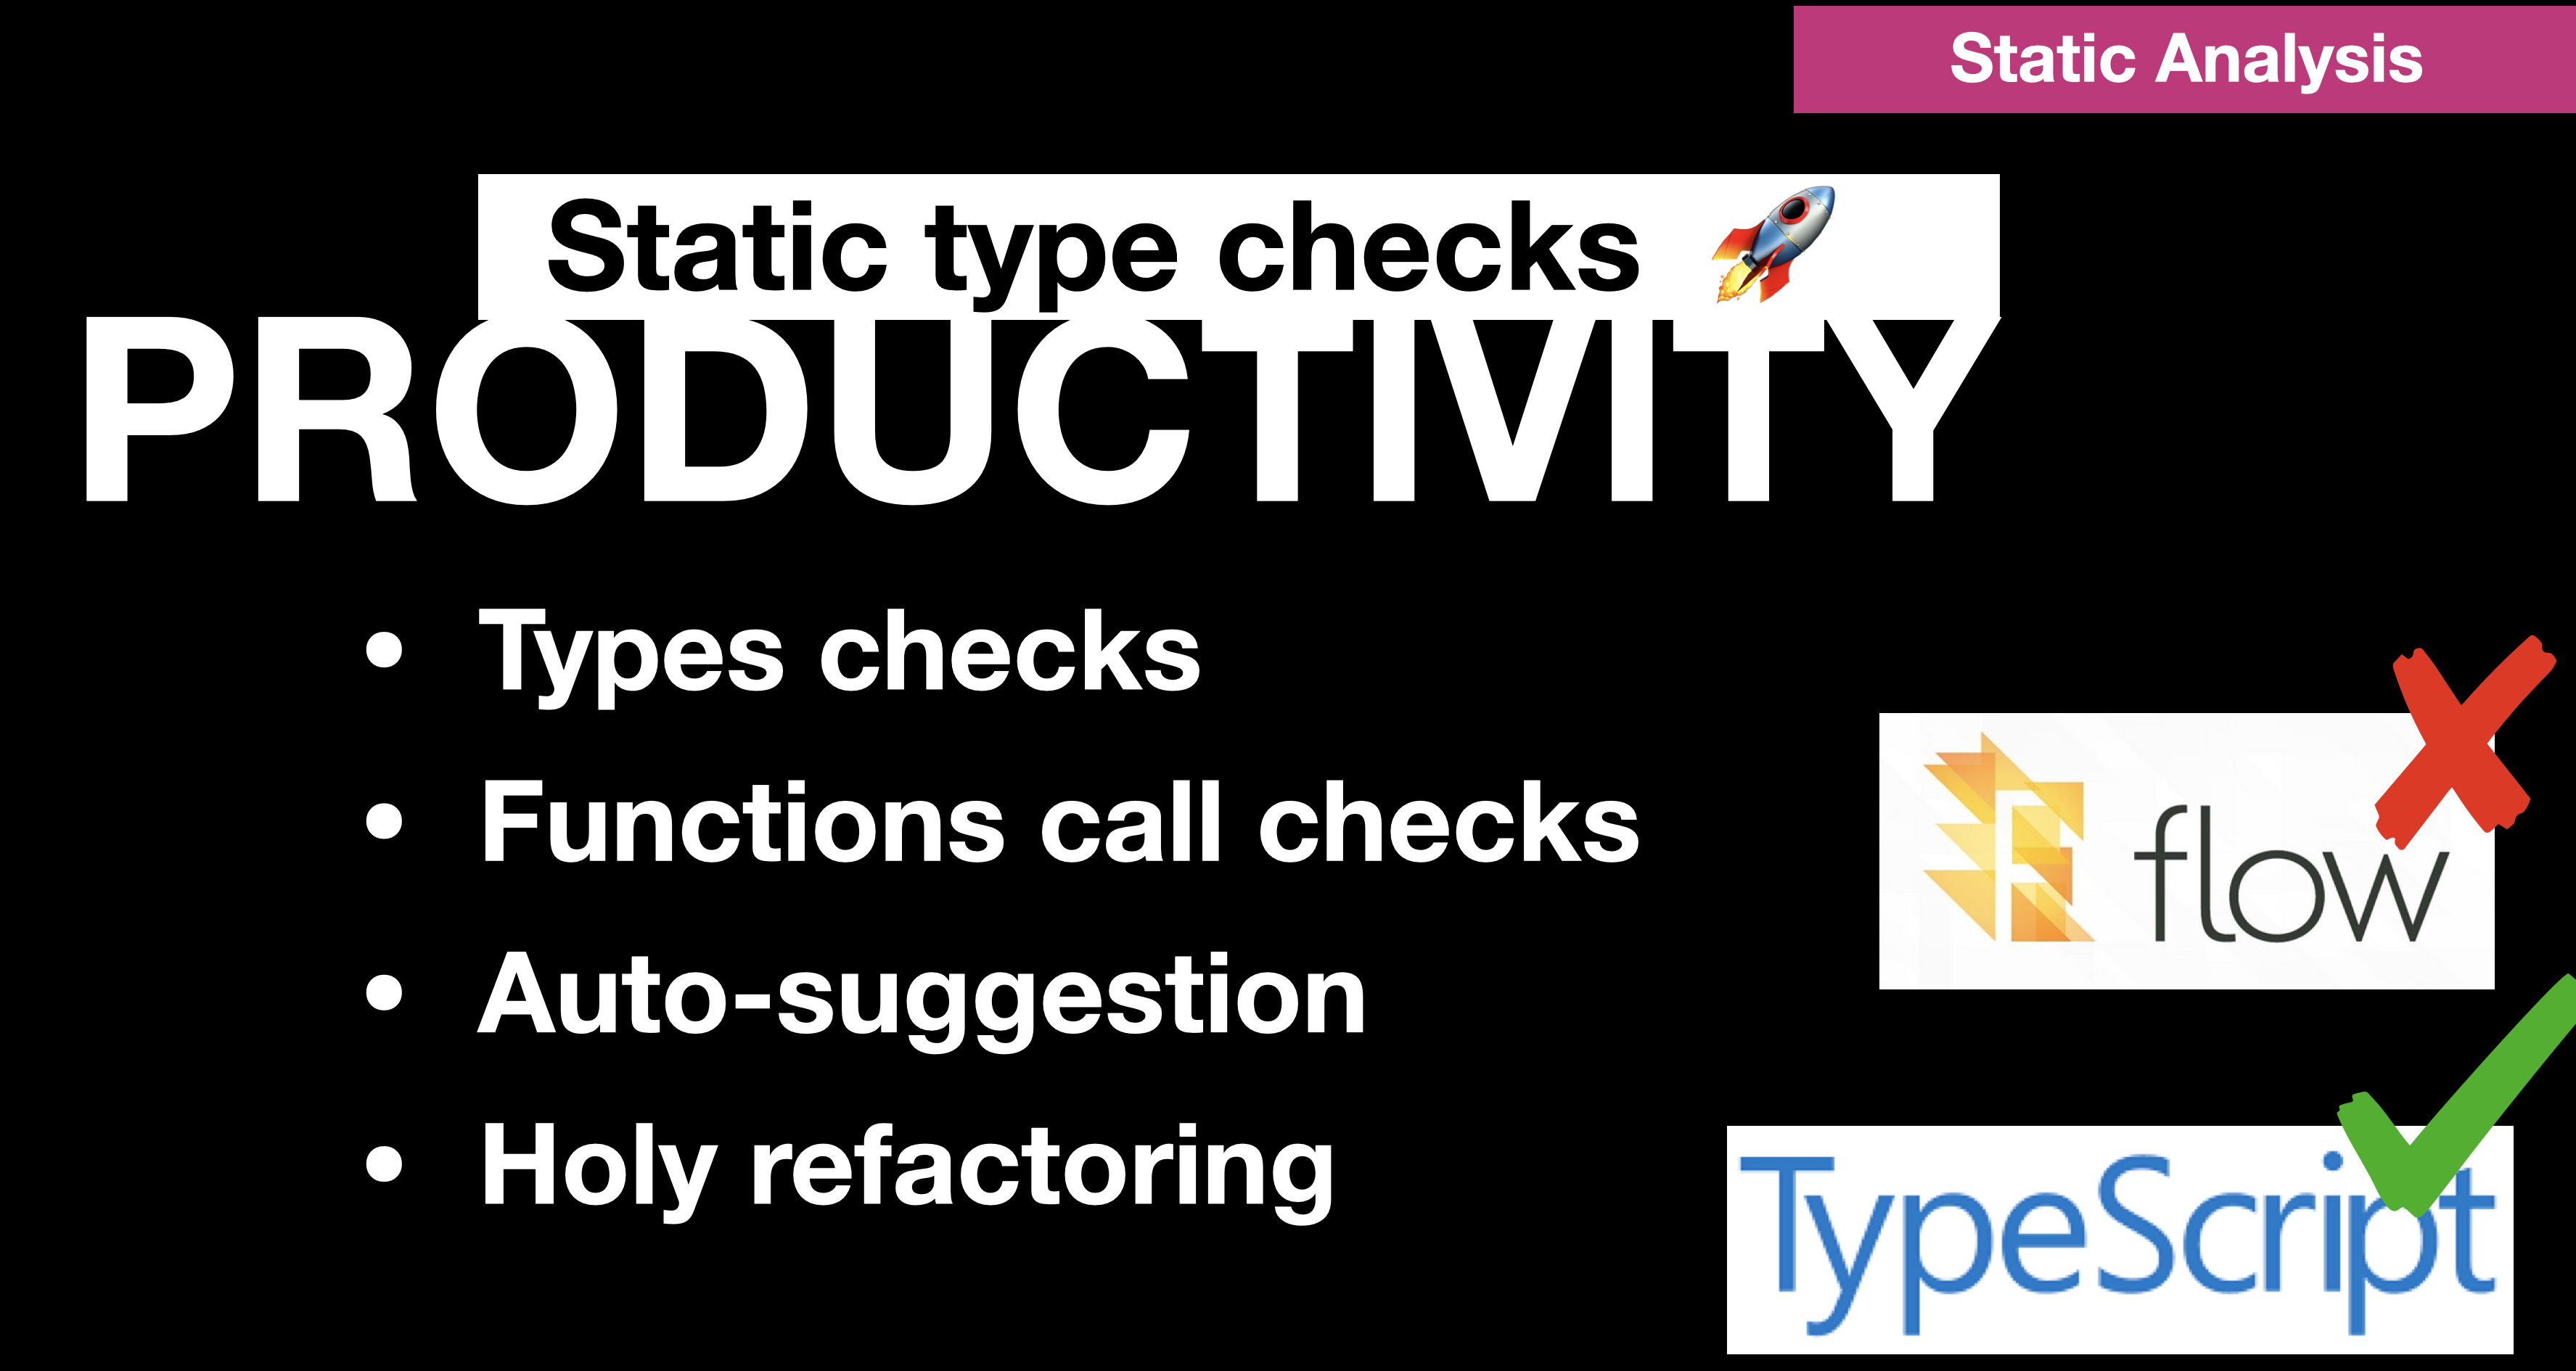 Static Analysis
Static type checks 🚀
PRODUCTIVITY
• Types checks
• Functions call checks
• Auto-suggestion
• Holy refactoring
flow
TypeScript